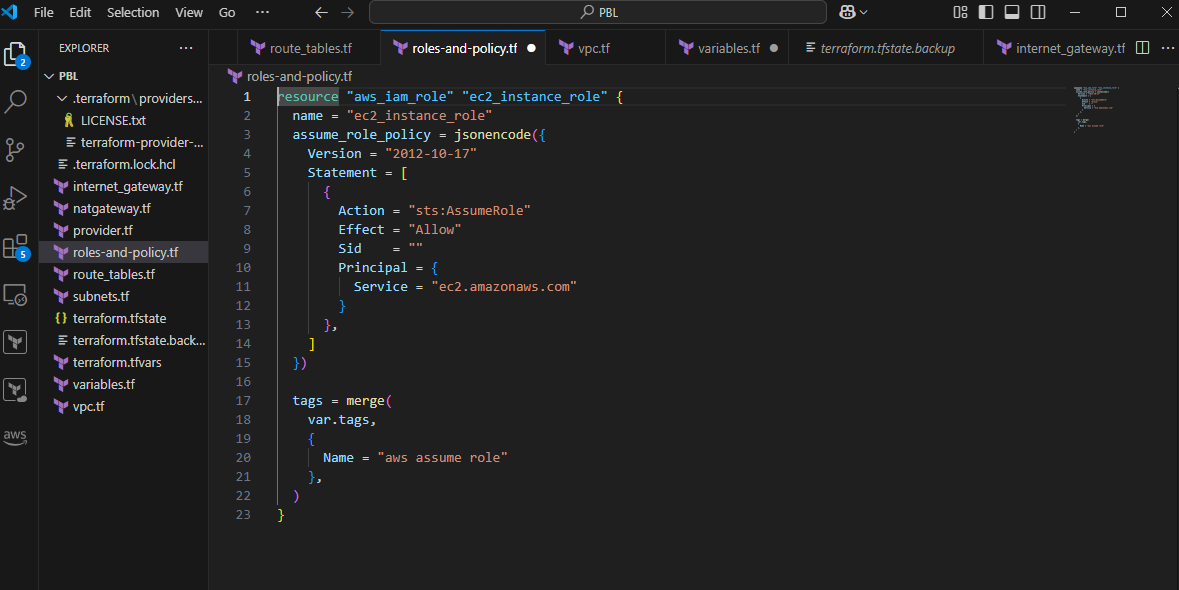 File Edit Selection View Go ··· PBL
EXPLORER ···
PBL
.terraform\providers...
LICENSE.txt
terraform-provider-...
.terraform.lock.hcl
internet_gateway.tf
natgateway.tf
provider.tf
roles-and-policy.tf
route_tables.tf
subnets.tf
{} terraform.tfstate
terraform.tfstate.back...
terraform.tfvars
variables.tf
vpc.tf
2
5
aws
route_tables.tf roles-and-policy.tf vpc.tf variables.tf terraform.tfstate.backup internet_gateway.tf ···
roles-and-policy.tf
1 resource "aws_iam_role" "ec2_instance_role" {
2 name = "ec2_instance_role"
3 assume_role_policy = jsonencode({
4 Version = "2012-10-17"
5 Statement = [
6 {
7 Action = "sts:AssumeRole"
8 Effect = "Allow"
9 Sid    = ""
10 Principal = {
11 Service = "ec2.amazonaws.com"
12 }
13 },
14 ]
15 })
16
17 tags = merge(
18 var.tags,
19 {
20 Name = "aws assume role"
21 },
22 )
23 }